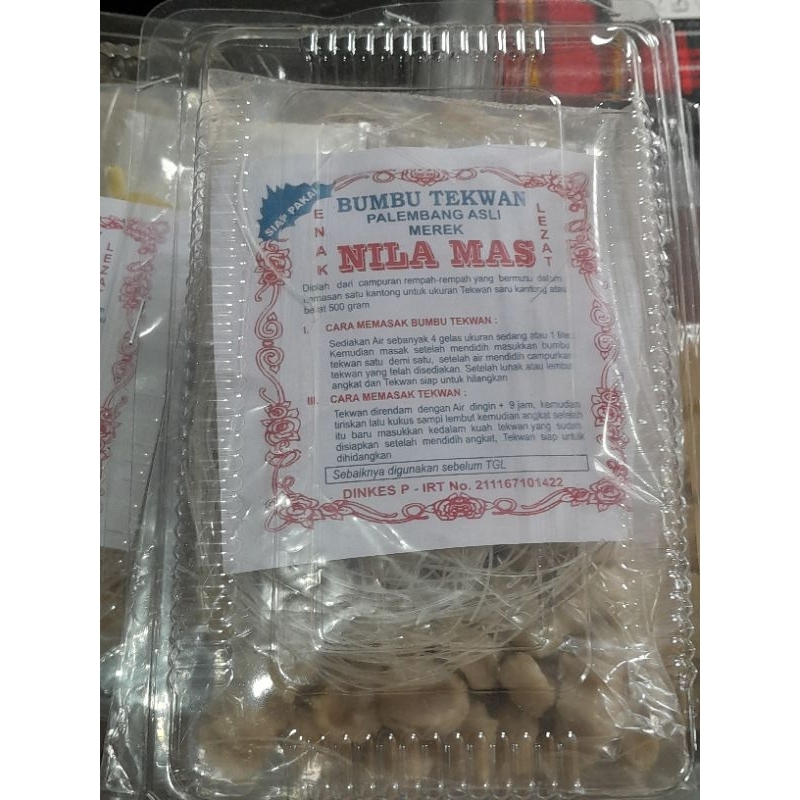 SIAP PAKAI
BUMBU TEKWAN
PALEMBANG ASLI
MEREK
ENAK
LEZAT
NILA MAS
Diolah dari campuran rempah-rempah yang bermutu dalam
kemasan satu kantong untuk ukuran Tekwan saru kantong atau
berat 500 gram
I. CARA MEMASAK BUMBU TEKWAN :
Sediakan Air sebanyak 4 gelas ukuran sedang atau 1 liter.
Kemudian masak setelah mendidih masukkan bumbu
tekwan satu demi satu, setelah air mendidih campurkan
tekwan yang telah disediakan. Setelah luhak atau lembut
angkat dan Tekwan siap untuk hilangkan
II. CARA MEMASAK TEKWAN :
Tekwan direndam dengan Air dingin + 9 jam, kemudian
tiriskan lalu kukus sampi lembut kemudian angkat setelah
itu baru masukkan kedalam kuah tekwan yang sudah
disiapkan setelah mendidih angkat, Tekwan siap untuk
dihidangkan
Sebaiknya digunakan sebelum TGL
DINKES P - IRT No. 211167101422
LEZAT